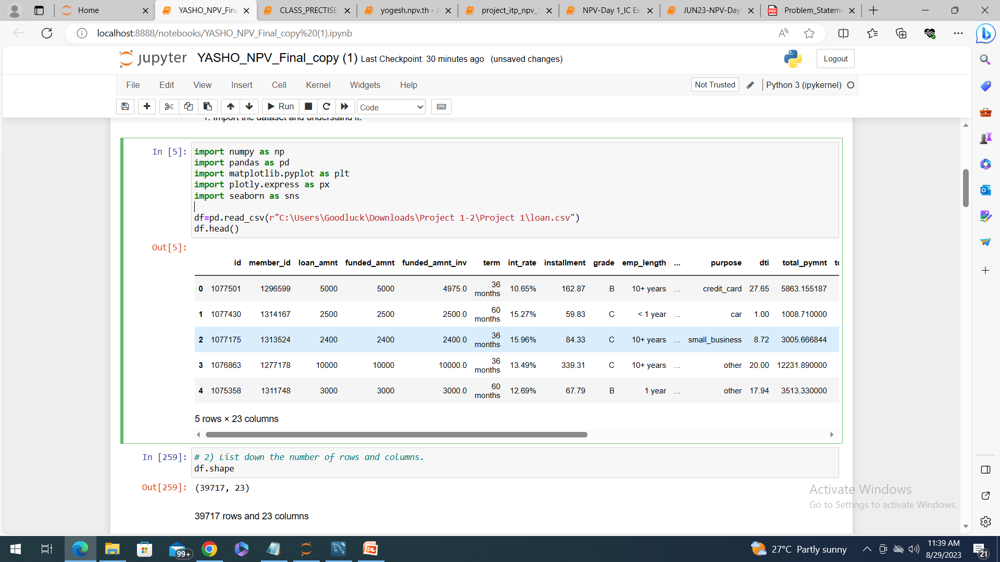 Home
YASHO_NPV_Fina
CLASS_PRECTISE
yogesh.npv.th - J
project_itp_npv_1
NPV-Day 1_IC Ex
JUN23-NPV-Day
Problem_Stateme
localhost:8888/notebooks/YASHO_NPV_Final_copy%20(1).ipynb
jupyter YASHO_NPV_Final_copy (1) Last Checkpoint: 30 minutes ago (unsaved changes)
Logout
File Edit View Insert Cell Kernel Widgets Help
Not Trusted
Python 3 (ipykernel)
Run
Code
1. Import the dataset and understand it.
In [5]: import numpy as np
import pandas as pd
import matplotlib.pyplot as plt
import plotly.express as px
import seaborn as sns
df=pd.read_csv(r"C:\Users\Goodluck\Downloads\Project 1-2\Project 1\loan.csv")
df.head()
Out[5]:
id member_id loan_amnt funded_amnt funded_amnt_inv term int_rate installment grade emp_length ... purpose dti total_pymnt to
0 1077501 1296599 5000 5000 4975.0 36 months 10.65% 162.87 B 10+ years ... credit_card 27.65 5863.155187
1 1077430 1314167 2500 2500 2500.0 60 months 15.27% 59.83 C < 1 year ... car 1.00 1008.710000
2 1077175 1313524 2400 2400 2400.0 36 months 15.96% 84.33 C 10+ years ... small_business 8.72 3005.666844
3 1076863 1277178 10000 10000 10000.0 36 months 13.49% 339.31 C 10+ years ... other 20.00 12231.890000
4 1075358 1311748 3000 3000 3000.0 60 months 12.69% 67.79 B 1 year ... other 17.94 3513.330000
5 rows × 23 columns
In [259]: # 2) List down the number of rows and columns.
df.shape
Out[259]: (39717, 23)
39717 rows and 23 columns
Activate Windows
Go to Settings to activate Windows.
99+
27°C Partly sunny
11:39 AM
8/29/2023
21